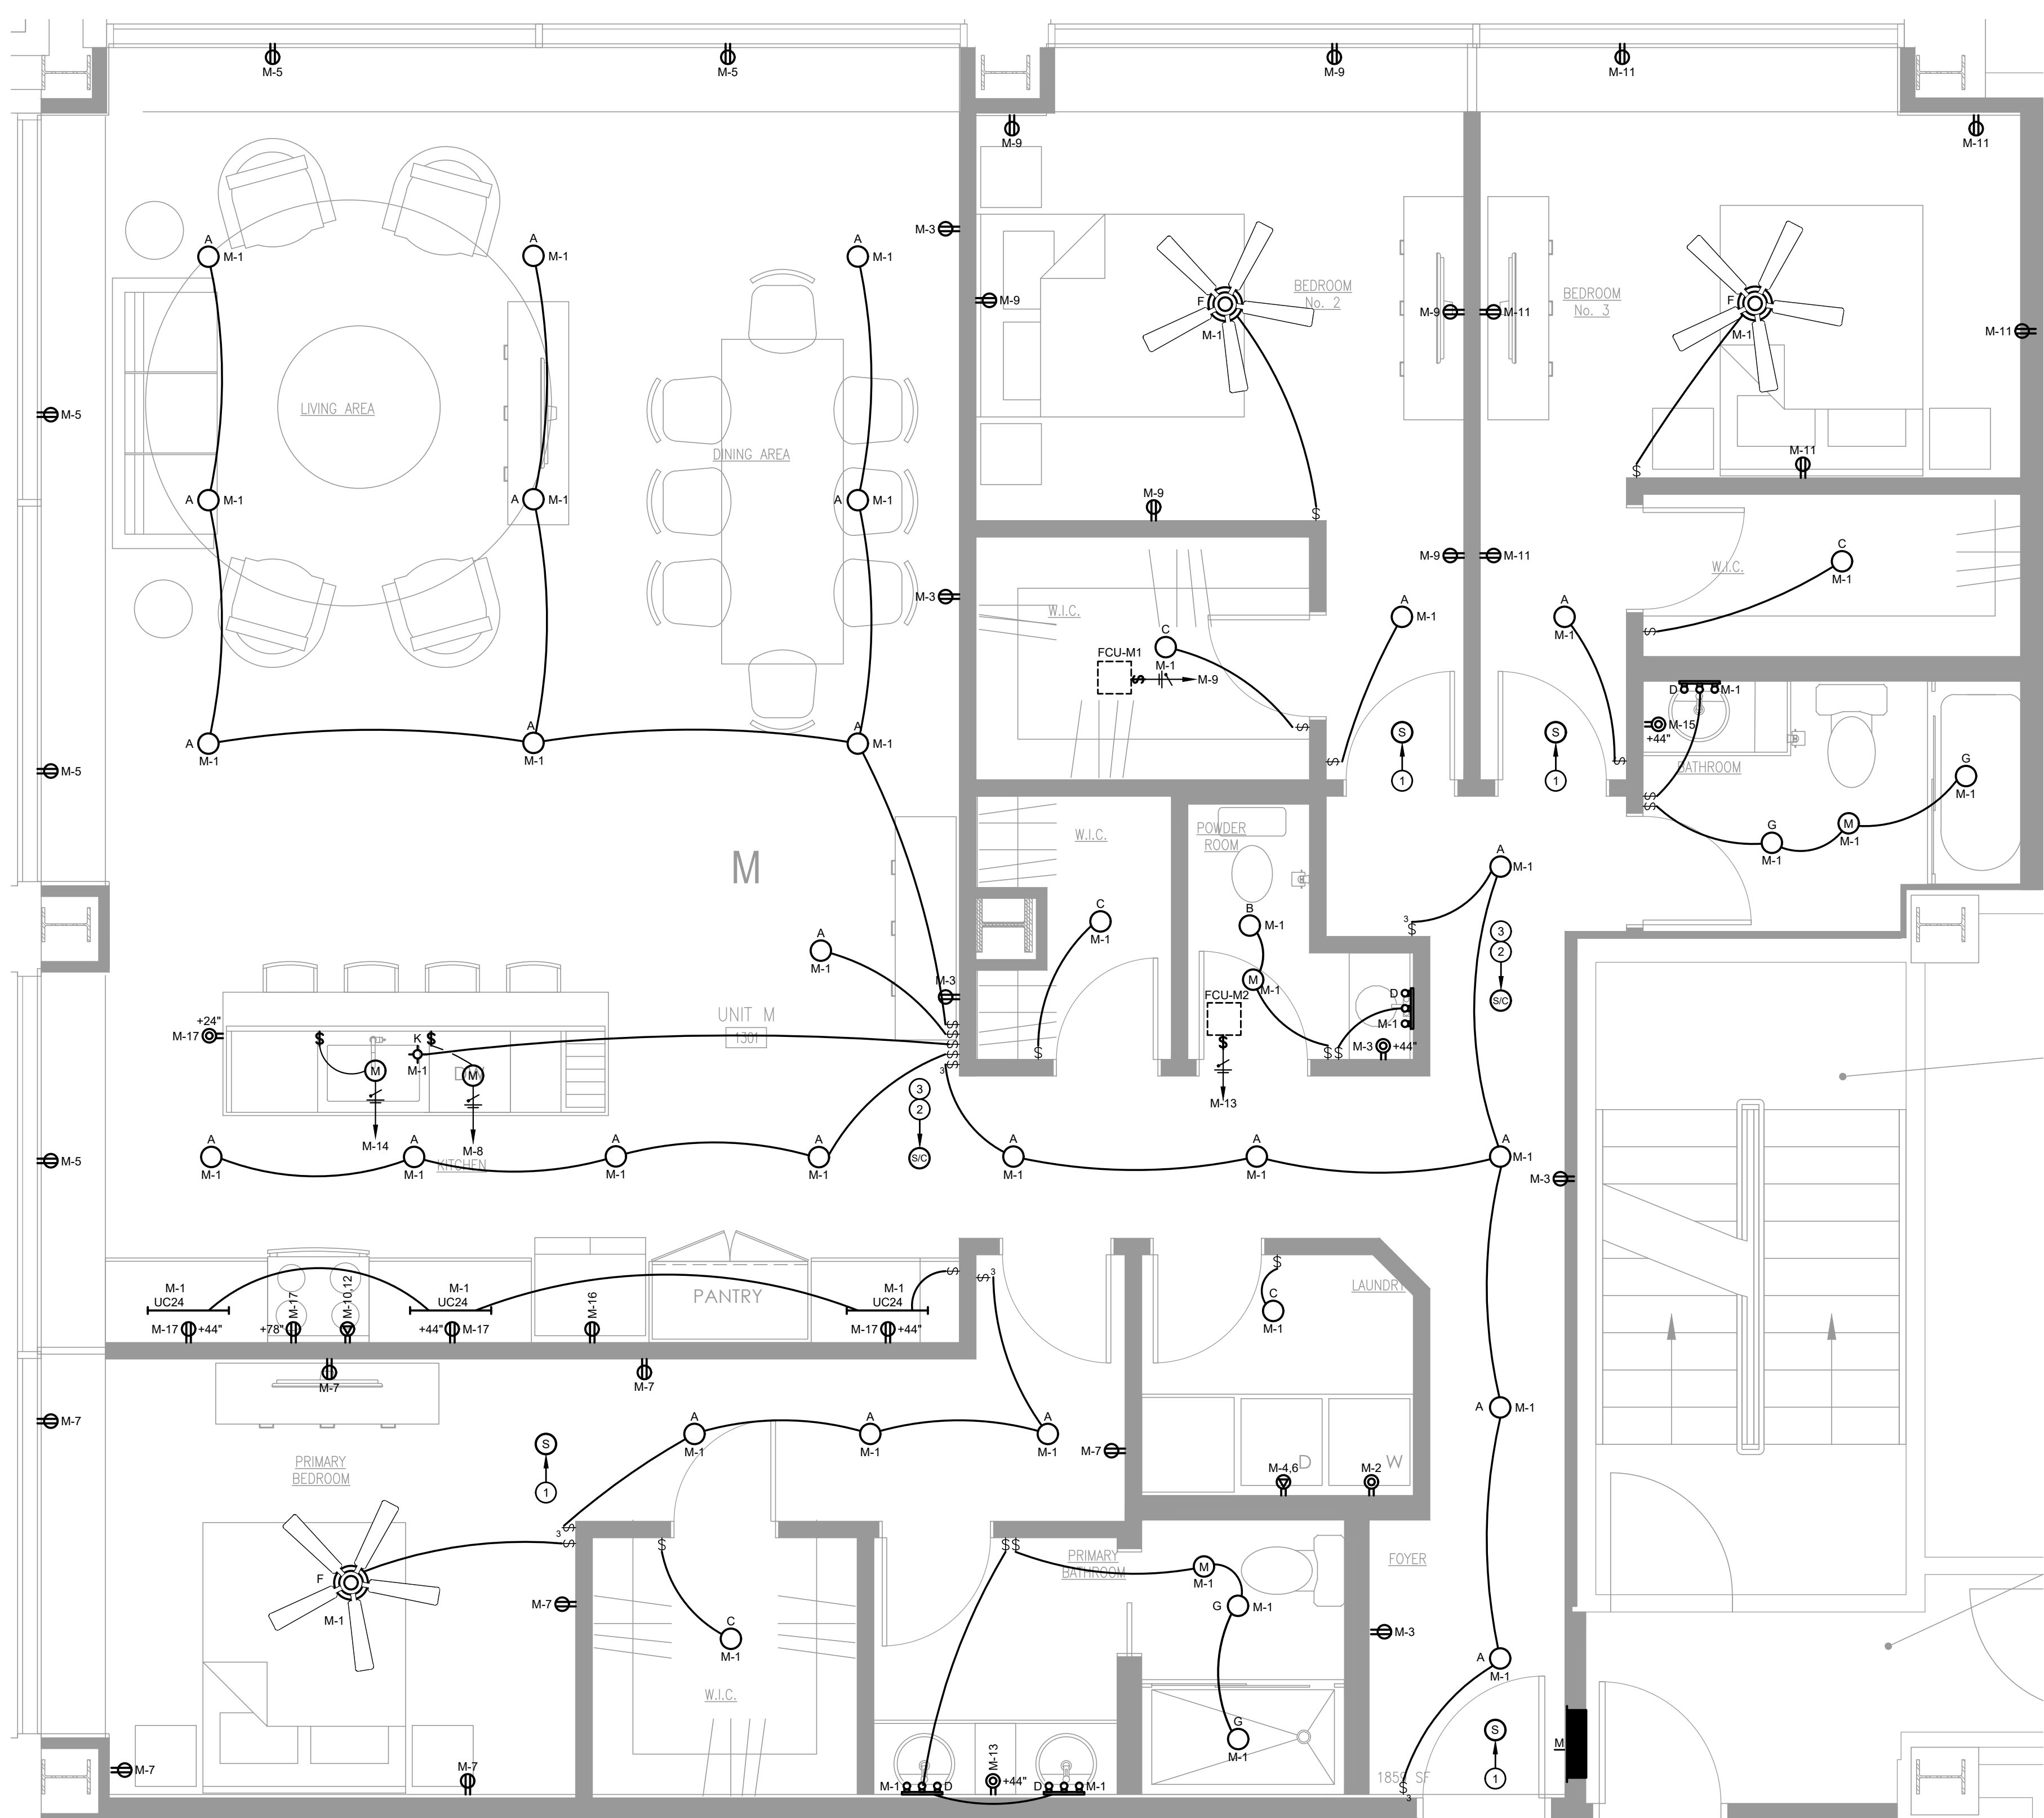 M-5
M-5
M-9
M-11
M-9
M-11
A
M-1
A
M-1
A
M-1
M-3
M-9
F
M-1
BEDROOM
No. 2
M-9
M-11
BEDROOM
No. 3
F
M-1
M-11
M-5
LIVING AREA
DINING AREA
M-11
A
M-1
A
M-1
A
M-1
M-9
M-9
M-11
C
M-1
W.I.C.
M-3
W.I.C.
A
M-1
A
M-1
C
M-1
FCU-M1
M-9
D
M-1
M-15
+44"
BATHROOM
S
1
S
1
G
M-1
A
M-1
A
M-1
A
M-1
M-5
G
M-1
M
M-1
M
W.I.C.
POWDER
ROOM
A
M-1
C
M-1
B
M-1
3
$
3
2
S/C
A
M-1
M-3
M
M-1
FCU-M2
D
M-1
M-3
+44"
M-13
UNIT M
1301
+24"
M-17
$
K
M-1
$
M
M
M-14
M-8
3
3
2
S/C
M-5
A
M-1
A
M-1
KITCHEN
A
M-1
A
M-1
A
M-1
A
M-1
A
M-1
M-3
M-1
UC24
M-17
+44"
M-17
+78"
M-10,12
M-1
UC24
+44"
M-17
M-16
PANTRY
M-1
UC24
M-17
+44"
3
$
C
M-1
LAUNDRY
M-7
M-7
M-7
A
M-1
A
M-1
A
M-1
M-7
A
M-1
PRIMARY
BEDROOM
S
1
M-4,6
D
M-2
W
3
F
M-1
M-7
$
$$
PRIMARY
BATHROOM
M
M-1
G
M-1
FOYER
M-3
C
M-1
W.I.C.
A
M-1
G
M-1
S
1
M
M-7
M-7
M-1
D
M-13
+44"
D
M-1
1859 SF
$
3